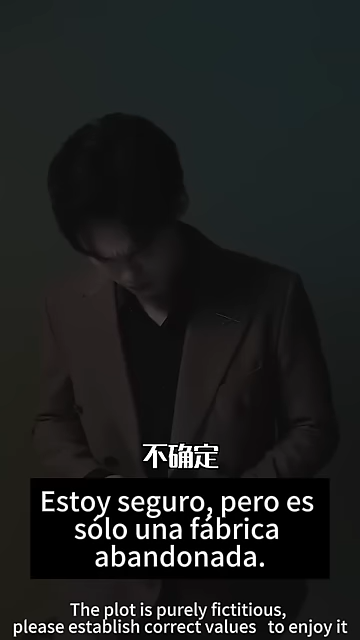 不确定
Estoy seguro, pero es
sólo una fábrica
abandonada.
The plot is purely fictitious,
please establish correct values to enjoy it